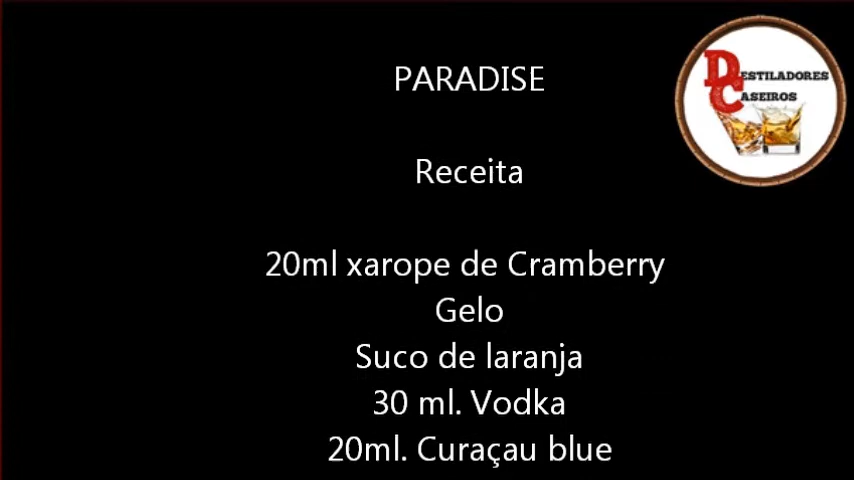 PARADISE
DESTILADORES
CASEIROS
Receita
20ml xarope de Cramberry
Gelo
Suco de laranja
30 ml. Vodka
20ml. Curaçau blue